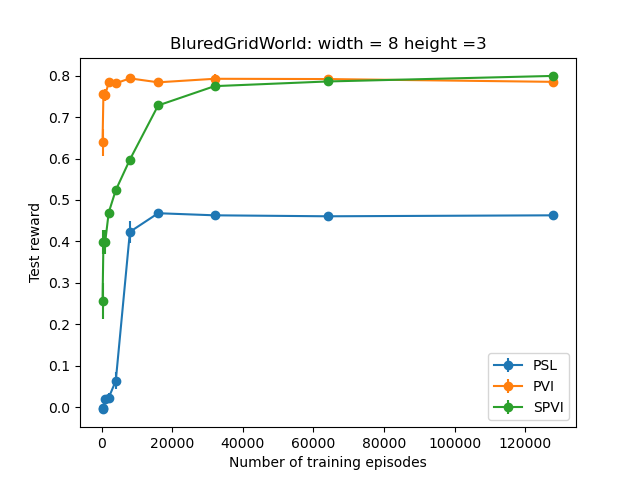 BluredGridWorld: width = 8 height =3
Test reward
0.8
0.7
0.6
0.5
0.4
0.3
0.2
0.1
0.0
PSL
PVI
SPVI
0 20000 40000 60000 80000 100000 120000
Number of training episodes